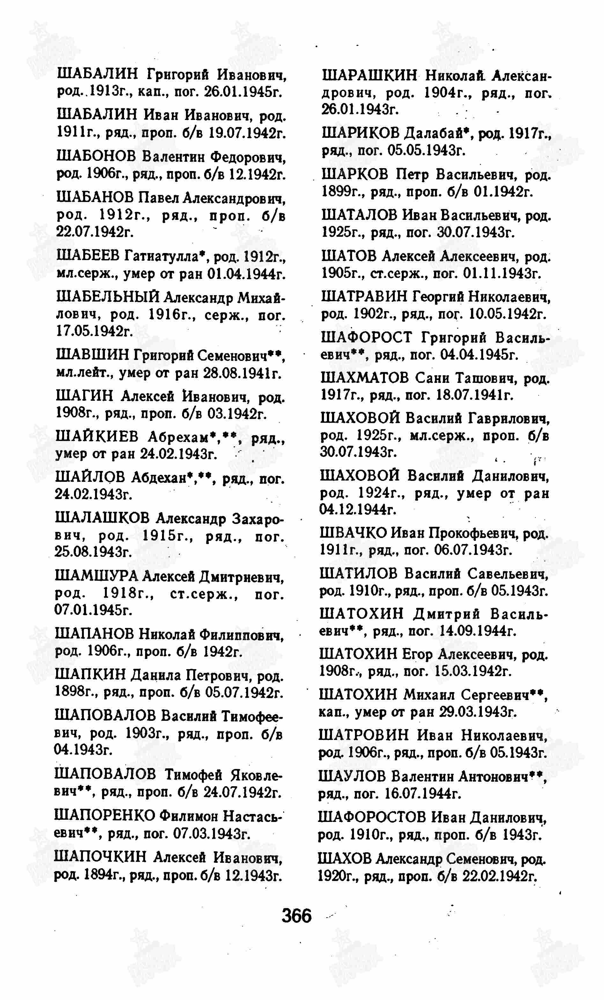 ШАБАЛИН Григорий Иванович,
род. 1913г., кап., пог. 26.01.1945г.
ШАБАЛИН Иван Иванович, род.
1911г., ряд., проп. б/в 19.07.1942г.
ШАБОНОВ Валентин Федорович,
род. 1906г., ряд., проп. б/в 12.1942г.
ШАБАНОВ Павел Александрович,
род. 1912г., ряд., проп. б/в
22.07.1942г.
ШАБЕЕВ Гатиатулла*, род. 1912г.,
мл.серж., умер от ран 01.04.1944г.
ШАБЕЛЬНЫЙ Александр Михай-
лович, род. 1916г., серж., пог.
17.05.1942г.
ШАВШИН Григорий Семенович**,
мл.лейт., умер от ран 28.08.1941г.
ШАГИН Алексей Иванович, род.
1908г., ряд., проп. б/в 03.1942г.
ШАЙКИЕВ Абрехам*,**, ряд.,
умер от ран 24.02.1943г.
ШАЙЛОВ Абдехан*,**, ряд., пог.
24.02.1943г.
ШАЛАШКОВ Александр Захаро-
вич, род. 1915г., ряд., пог.
25.08.1943г.
ШАМШУРА Алексей Дмитриевич,
род. 1918г., ст.серж., пог.
07.01.1945г.
ШАПАНОВ Николай Филиппович,
род. 1906г., проп. б/в 1942г.
ШАПКИН Данила Петрович, род.
1898г., ряд., проп. б/в 05.07.1942г.
ШАПОВАЛОВ Василий Тимофее-
вич, род. 1903г., ряд., проп. б/в
04.1943г.
ШАПОВАЛОВ Тимофей Яковле-
вич**, ряд., проп. б/в 24.07.1942г.
ШАПОРЕНКО Филимон Настась-
евич**, ряд., пог. 07.03.1943г.
ШАПОЧКИН Алексей Иванович,
род. 1894г., ряд., проп. б/в 12.1943г.
ШАРАШКИН Николай Алексан-
дрович, род. 1904г., ряд., пог.
26.01.1943г.
ШАРИКОВ Далабай*, род. 1917г.,
ряд., пог. 05.05.1943г.
ШАРКОВ Петр Васильевич, род.
1899г., ряд., проп. б/в 01.1942г.
ШАТАЛОВ Иван Васильевич, род.
1925г., ряд., пог. 30.07.1943г.
ШАТОВ Алексей Алексеевич, род.
1905г., ст.серж., пог. 01.11.1943г.
ШАТРАВИН Георгий Николаевич,
род. 1902г., ряд., пог. 10.05.1942г.
ШАФОРОСТ Григорий Василь-
евич**, ряд., пог. 04.04.1945г.
ШАХМАТОВ Сани Ташович, род.
1917г., ряд., пог. 18.07.1941г.
ШАХОВОЙ Василий Гаврилович,
род. 1925г., мл.серж., проп. б/в
30.07.1943г.
ШАХОВОЙ Василий Данилович,
род. 1924г., ряд., умер от ран
04.12.1944г.
ШВАЧКО Иван Прокофьевич, род.
1911г., ряд., пог. 06.07.1943г.
ШАТИЛОВ Василий Савельевич,
род. 1910г., ряд., проп. б/в 05.1943г.
ШАТОХИН Дмитрий Василь-
евич**, ряд., пог. 14.09.1944г.
ШАТОХИН Егор Алексеевич, род.
1908г., ряд., пог. 15.03.1942г.
ШАТОХИН Михаил Сергеевич**,
кап., умер от ран 29.03.1943г.
ШАТРОВИН Иван Николаевич,
род. 1906г., ряд., проп. б/в 05.1943г.
ШАУЛОВ Валентин Антонович**,
ряд., пог. 16.07.1944г.
ШАФОРОСТОВ Иван Данилович,
род. 1910г., ряд., проп. б/в 1943г.
ШАХОВ Александр Семенович, род.
1920г., ряд., проп. б/в 22.02.1942г.
366